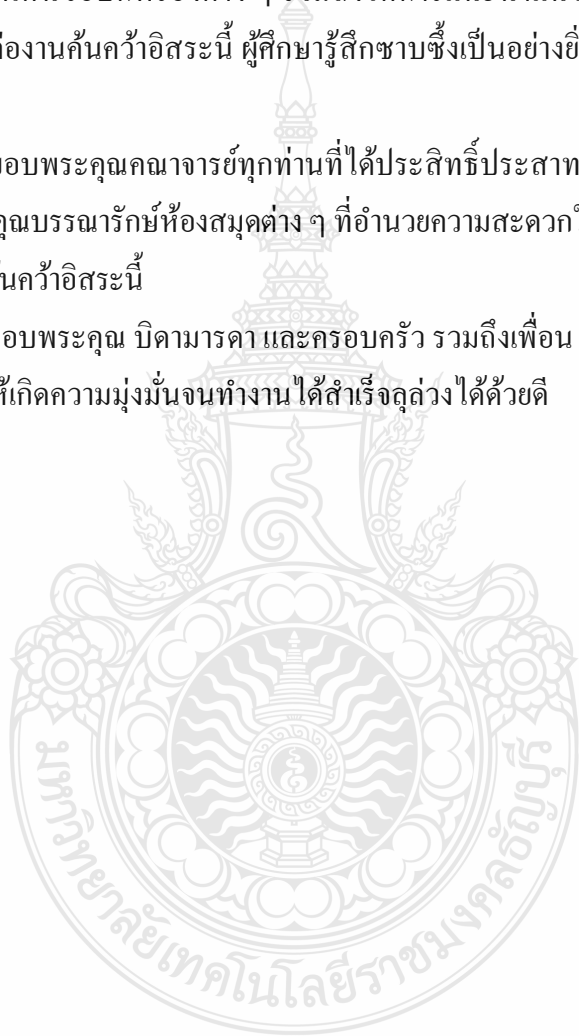 ต่องานค้นคว้าอิสระนี้ ผู้ศึกษารู้สึกซาบซึ้งเป็นอย่างยิ่
อบพระคุณคณาจารย์ทุกท่านที่ได้ประสิทธิ์ประสาท
คุณบรรณารักษ์ห้องสมุดต่าง ๆ ที่อำนวยความสะดวกใ
้นคว้าอิสระนี้
อบพระคุณ บิดามารดา และครอบครัว รวมถึงเพื่อน
ห้เกิดความมุ่งมั่นจนทำงานได้สำเร็จลุล่วงได้ด้วยดี
มหาวิทยาลัยเทคโนโลยีราชมงคลธัญบุรี